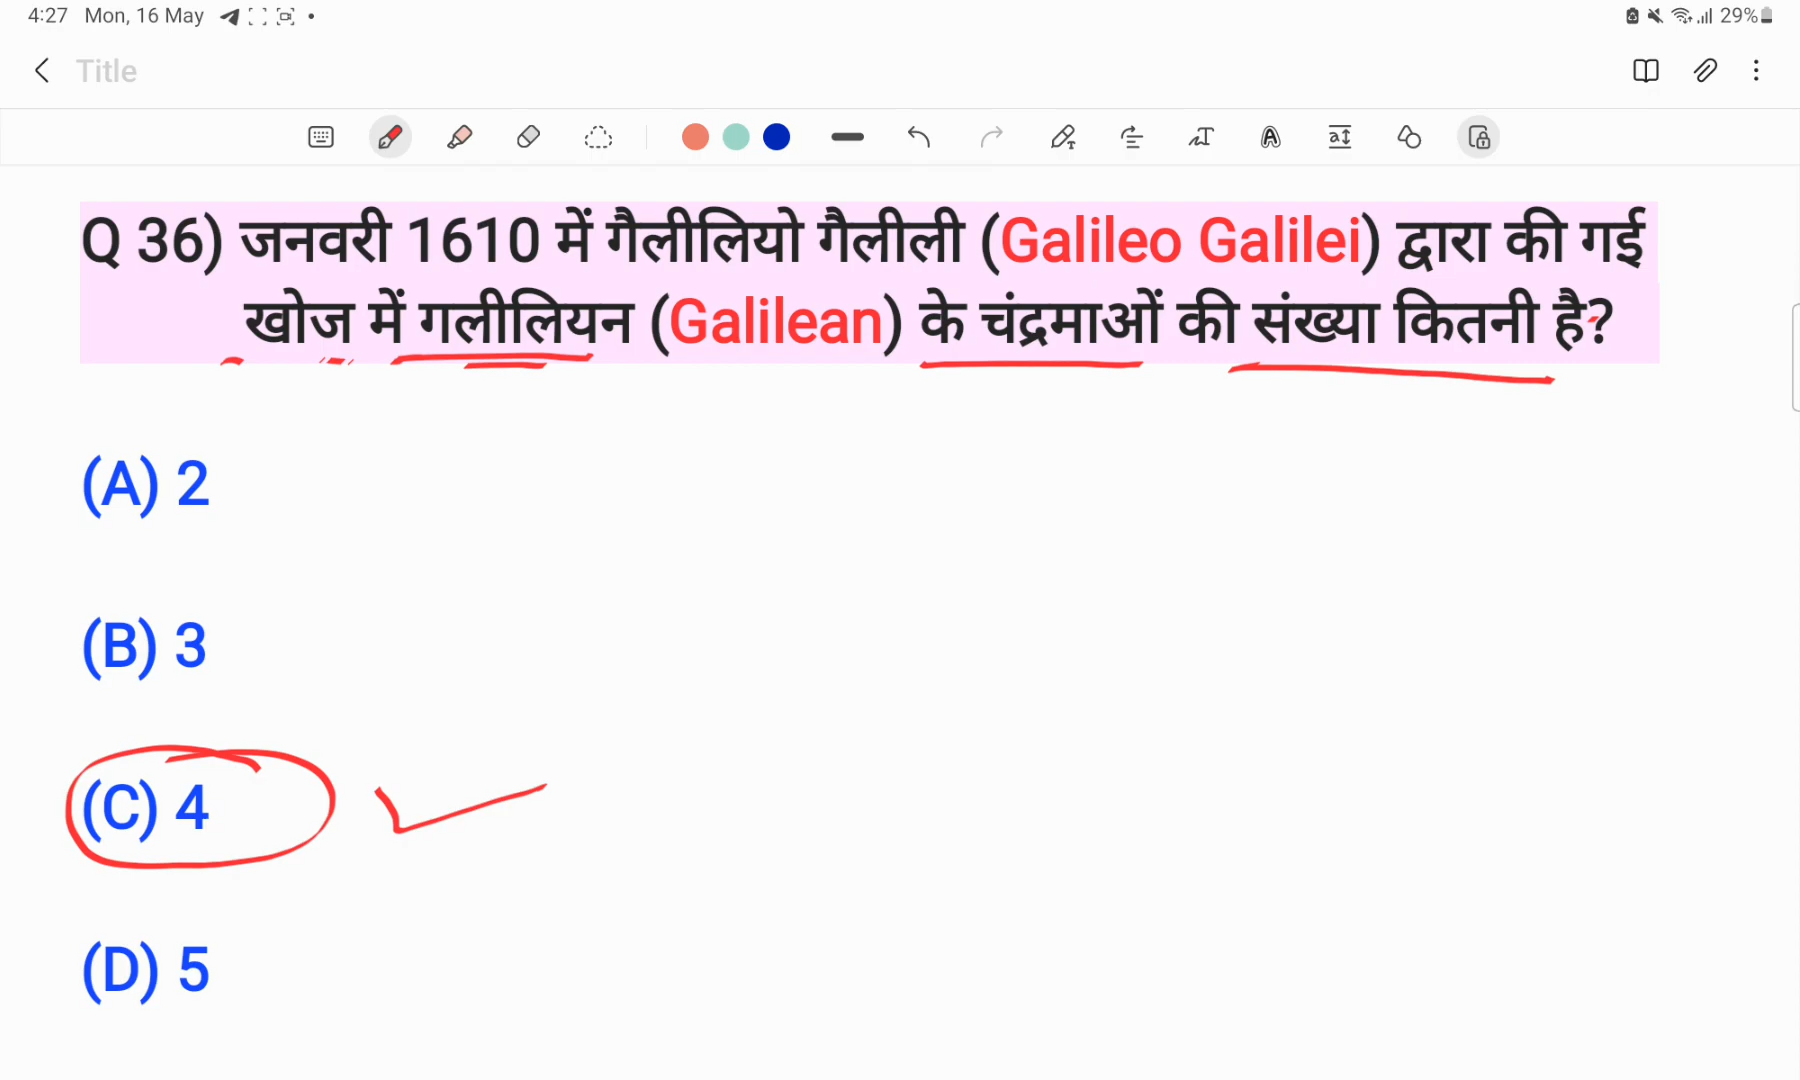 4:27 Mon, 16 May 29%
Title
Q 36) जनवरी 1610 में गैलीलियो गैलीली (Galileo Galilei) द्वारा की गई
खोज में गलीलियन (Galilean) के चंद्रमाओं की संख्या कितनी है?
(A) 2
(B) 3
(C) 4
(D) 5